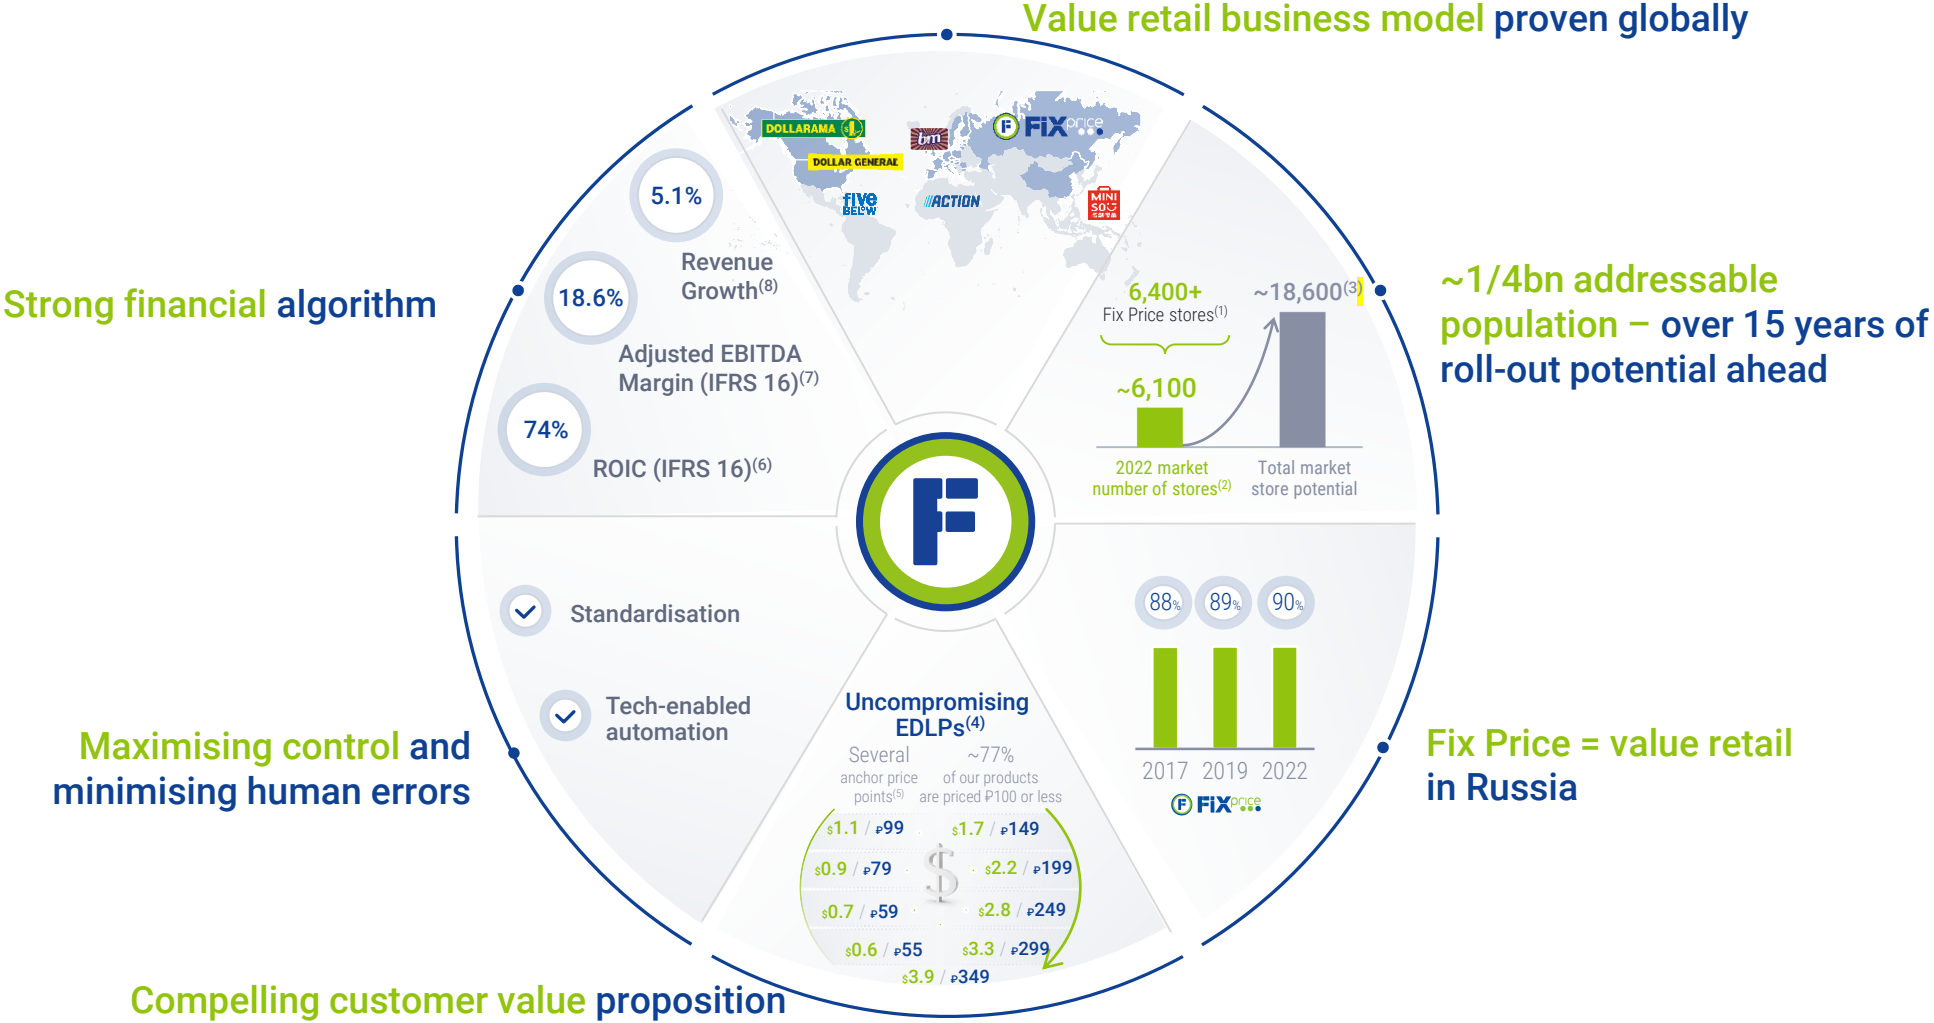 Value retail business model proven globally
DOLLARAMA $1
DOLLAR GENERAL
five
BELOW
bm
ACTION
F FiXprice
MINI
SO
~1/4bn addressable
population – over 15 years of
roll-out potential ahead
6,400+
Fix Price stores(1)
~6,100
~18,600(3)
2022 market
number of stores(2)
Total market
store potential
Fix Price = value retail
in Russia
88% 89% 90%
2017 2019 2022
F FiXprice
Compelling customer value proposition
Uncompromising
EDLPs(4)
Several
anchor price
points(5)
~77%
of our products
are priced ₽100 or less
$1.1 / ₽99
$1.7 / ₽149
$0.9 / ₽79
$2.2 / ₽199
$0.7 / ₽59
$2.8 / ₽249
$0.6 / ₽55
$3.3 / ₽299
$3.9 / ₽349
$
Maximising control and
minimising human errors
Standardisation
Tech-enabled
automation
Strong financial algorithm
5.1%
Revenue
Growth(8)
18.6%
Adjusted EBITDA
Margin (IFRS 16)(7)
74%
ROIC (IFRS 16)(6)
F